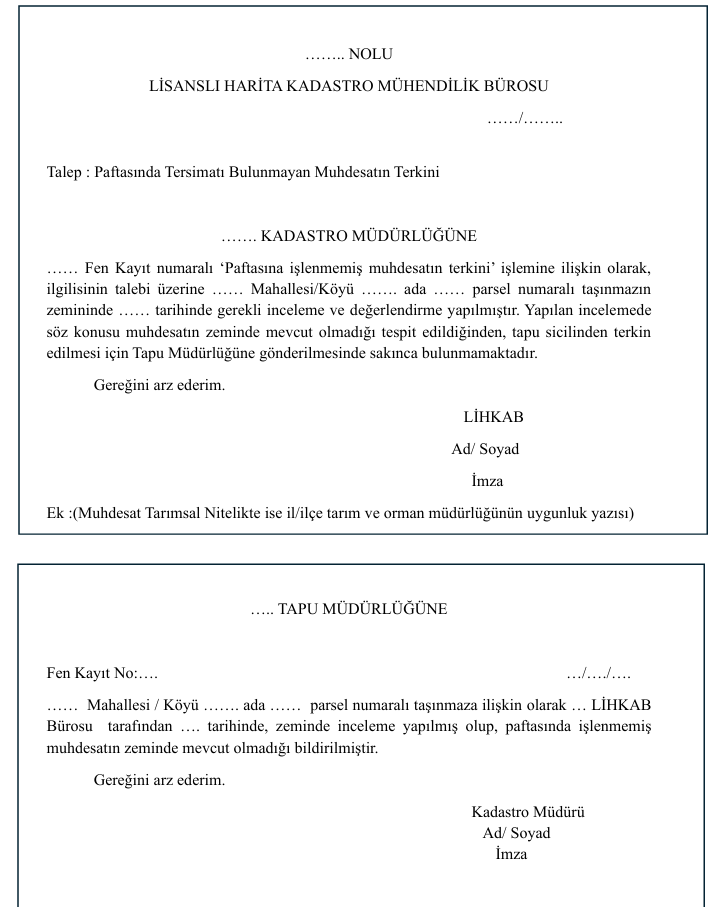 …….. NOLU
LİSANSLI HARİTA KADASTRO MÜHENDİLİK BÜROSU
……/……..
Talep : Paftasında Tersimatı Bulunmayan Muhdesatın Terkini
……. KADASTRO MÜDÜRLÜĞÜNE
…… Fen Kayıt numaralı ‘Paftasına işlenmemiş muhdesatın terkini’ işlemine ilişkin olarak,
ilgilisinin talebi üzerine …… Mahallesi/Köyü ……. ada …… parsel numaralı taşınmazın
zemininde …… tarihinde gerekli inceleme ve değerlendirme yapılmıştır. Yapılan incelemede
söz konusu muhdesatın zeminde mevcut olmadığı tespit edildiğinden, tapu sicilinden terkin
edilmesi için Tapu Müdürlüğüne gönderilmesinde sakınca bulunmamaktadır.
Gereğini arz ederim.
LİHKAB
Ad/ Soyad
İmza
Ek :(Muhdesat Tarımsal Nitelikte ise il/ilçe tarım ve orman müdürlüğünün uygunluk yazısı)
….. TAPU MÜDÜRLÜĞÜNE
Fen Kayıt No:…. …/…./….
…… Mahallesi / Köyü ……. ada …… parsel numaralı taşınmaza ilişkin olarak … LİHKAB
Bürosu tarafından …. tarihinde, zeminde inceleme yapılmış olup, paftasında işlenmemiş
muhdesatın zeminde mevcut olmadığı bildirilmiştir.
Gereğini arz ederim.
Kadastro Müdürü
Ad/ Soyad
İmza